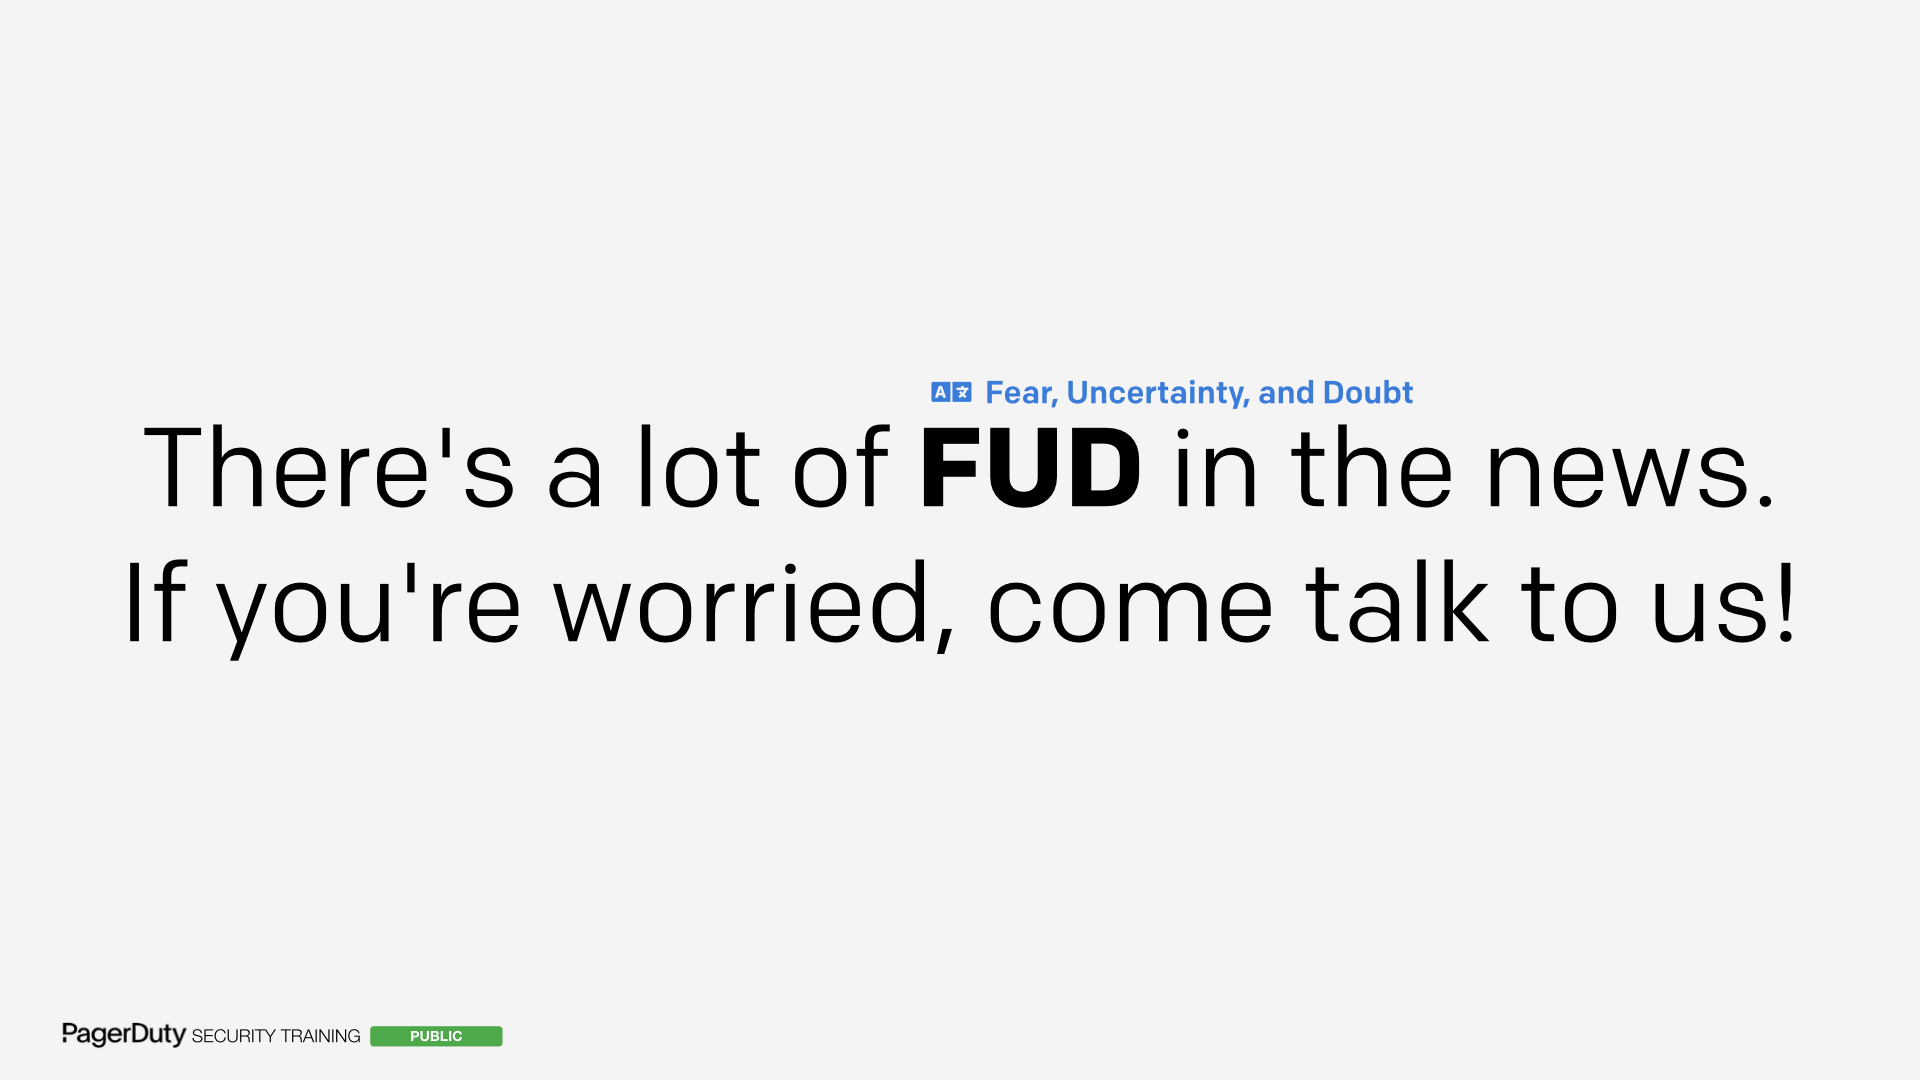 Fear, Uncertainty, and Doubt
There's a lot of FUD in the news.
If you're worried, come talk to us!
PagerDuty SECURITY TRAINING PUBLIC